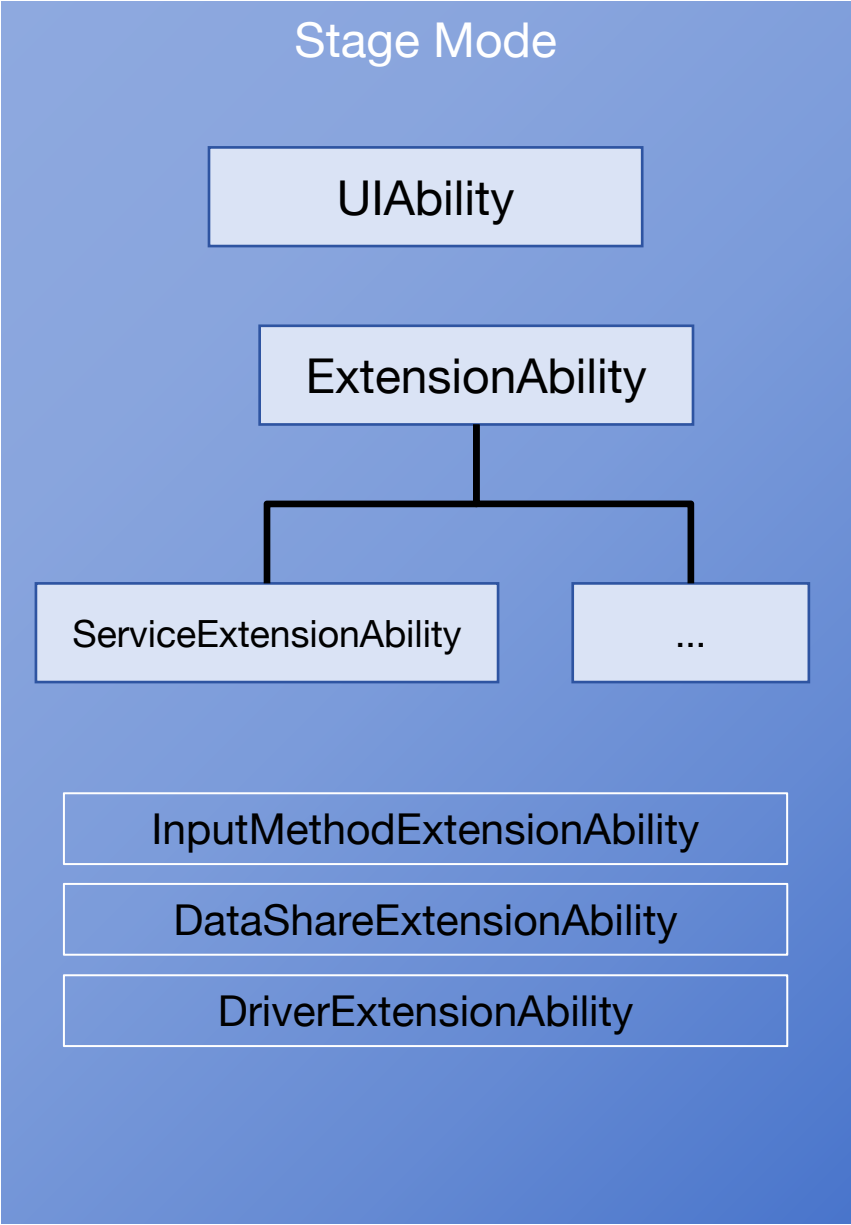 Stage Mode
UIAbility
ExtensionAbility
ServiceExtensionAbility
...
InputMethodExtensionAbility
DataShareExtensionAbility
DriverExtensionAbility